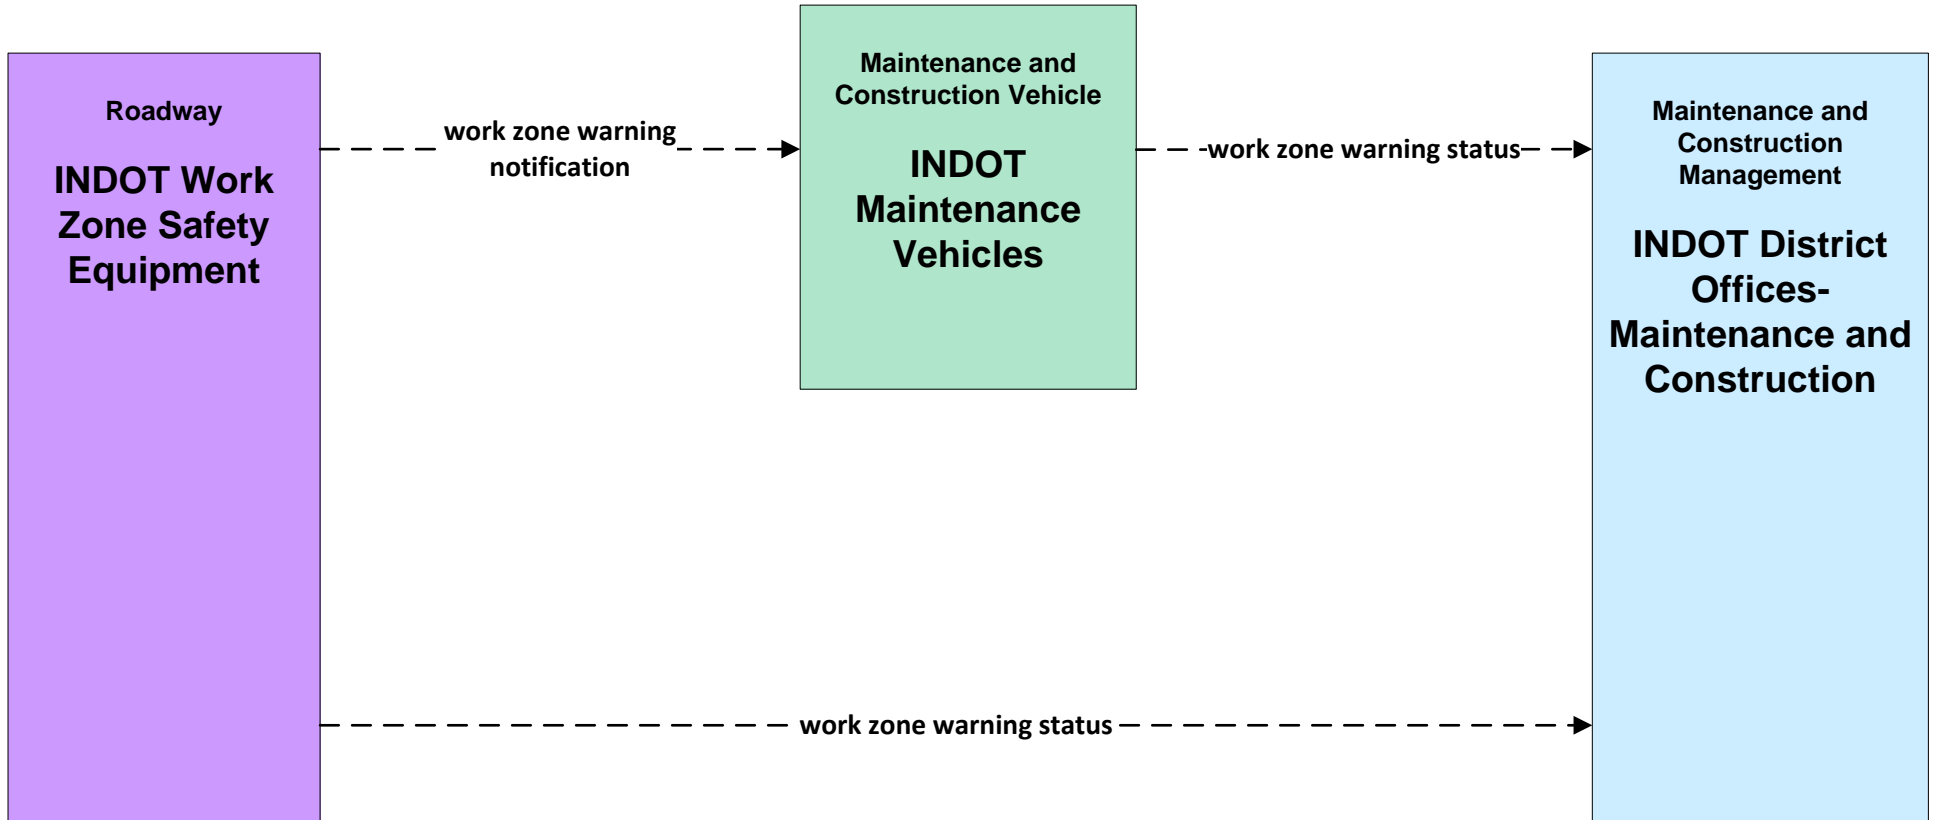 Roadway
INDOT Work
Zone Safety
Equipment
work zone warning
notification
Maintenance and
Construction Vehicle
INDOT
Maintenance
Vehicles
work zone warning status
Maintenance and
Construction
Management
INDOT District
Offices-
Maintenance and
Construction
work zone warning status